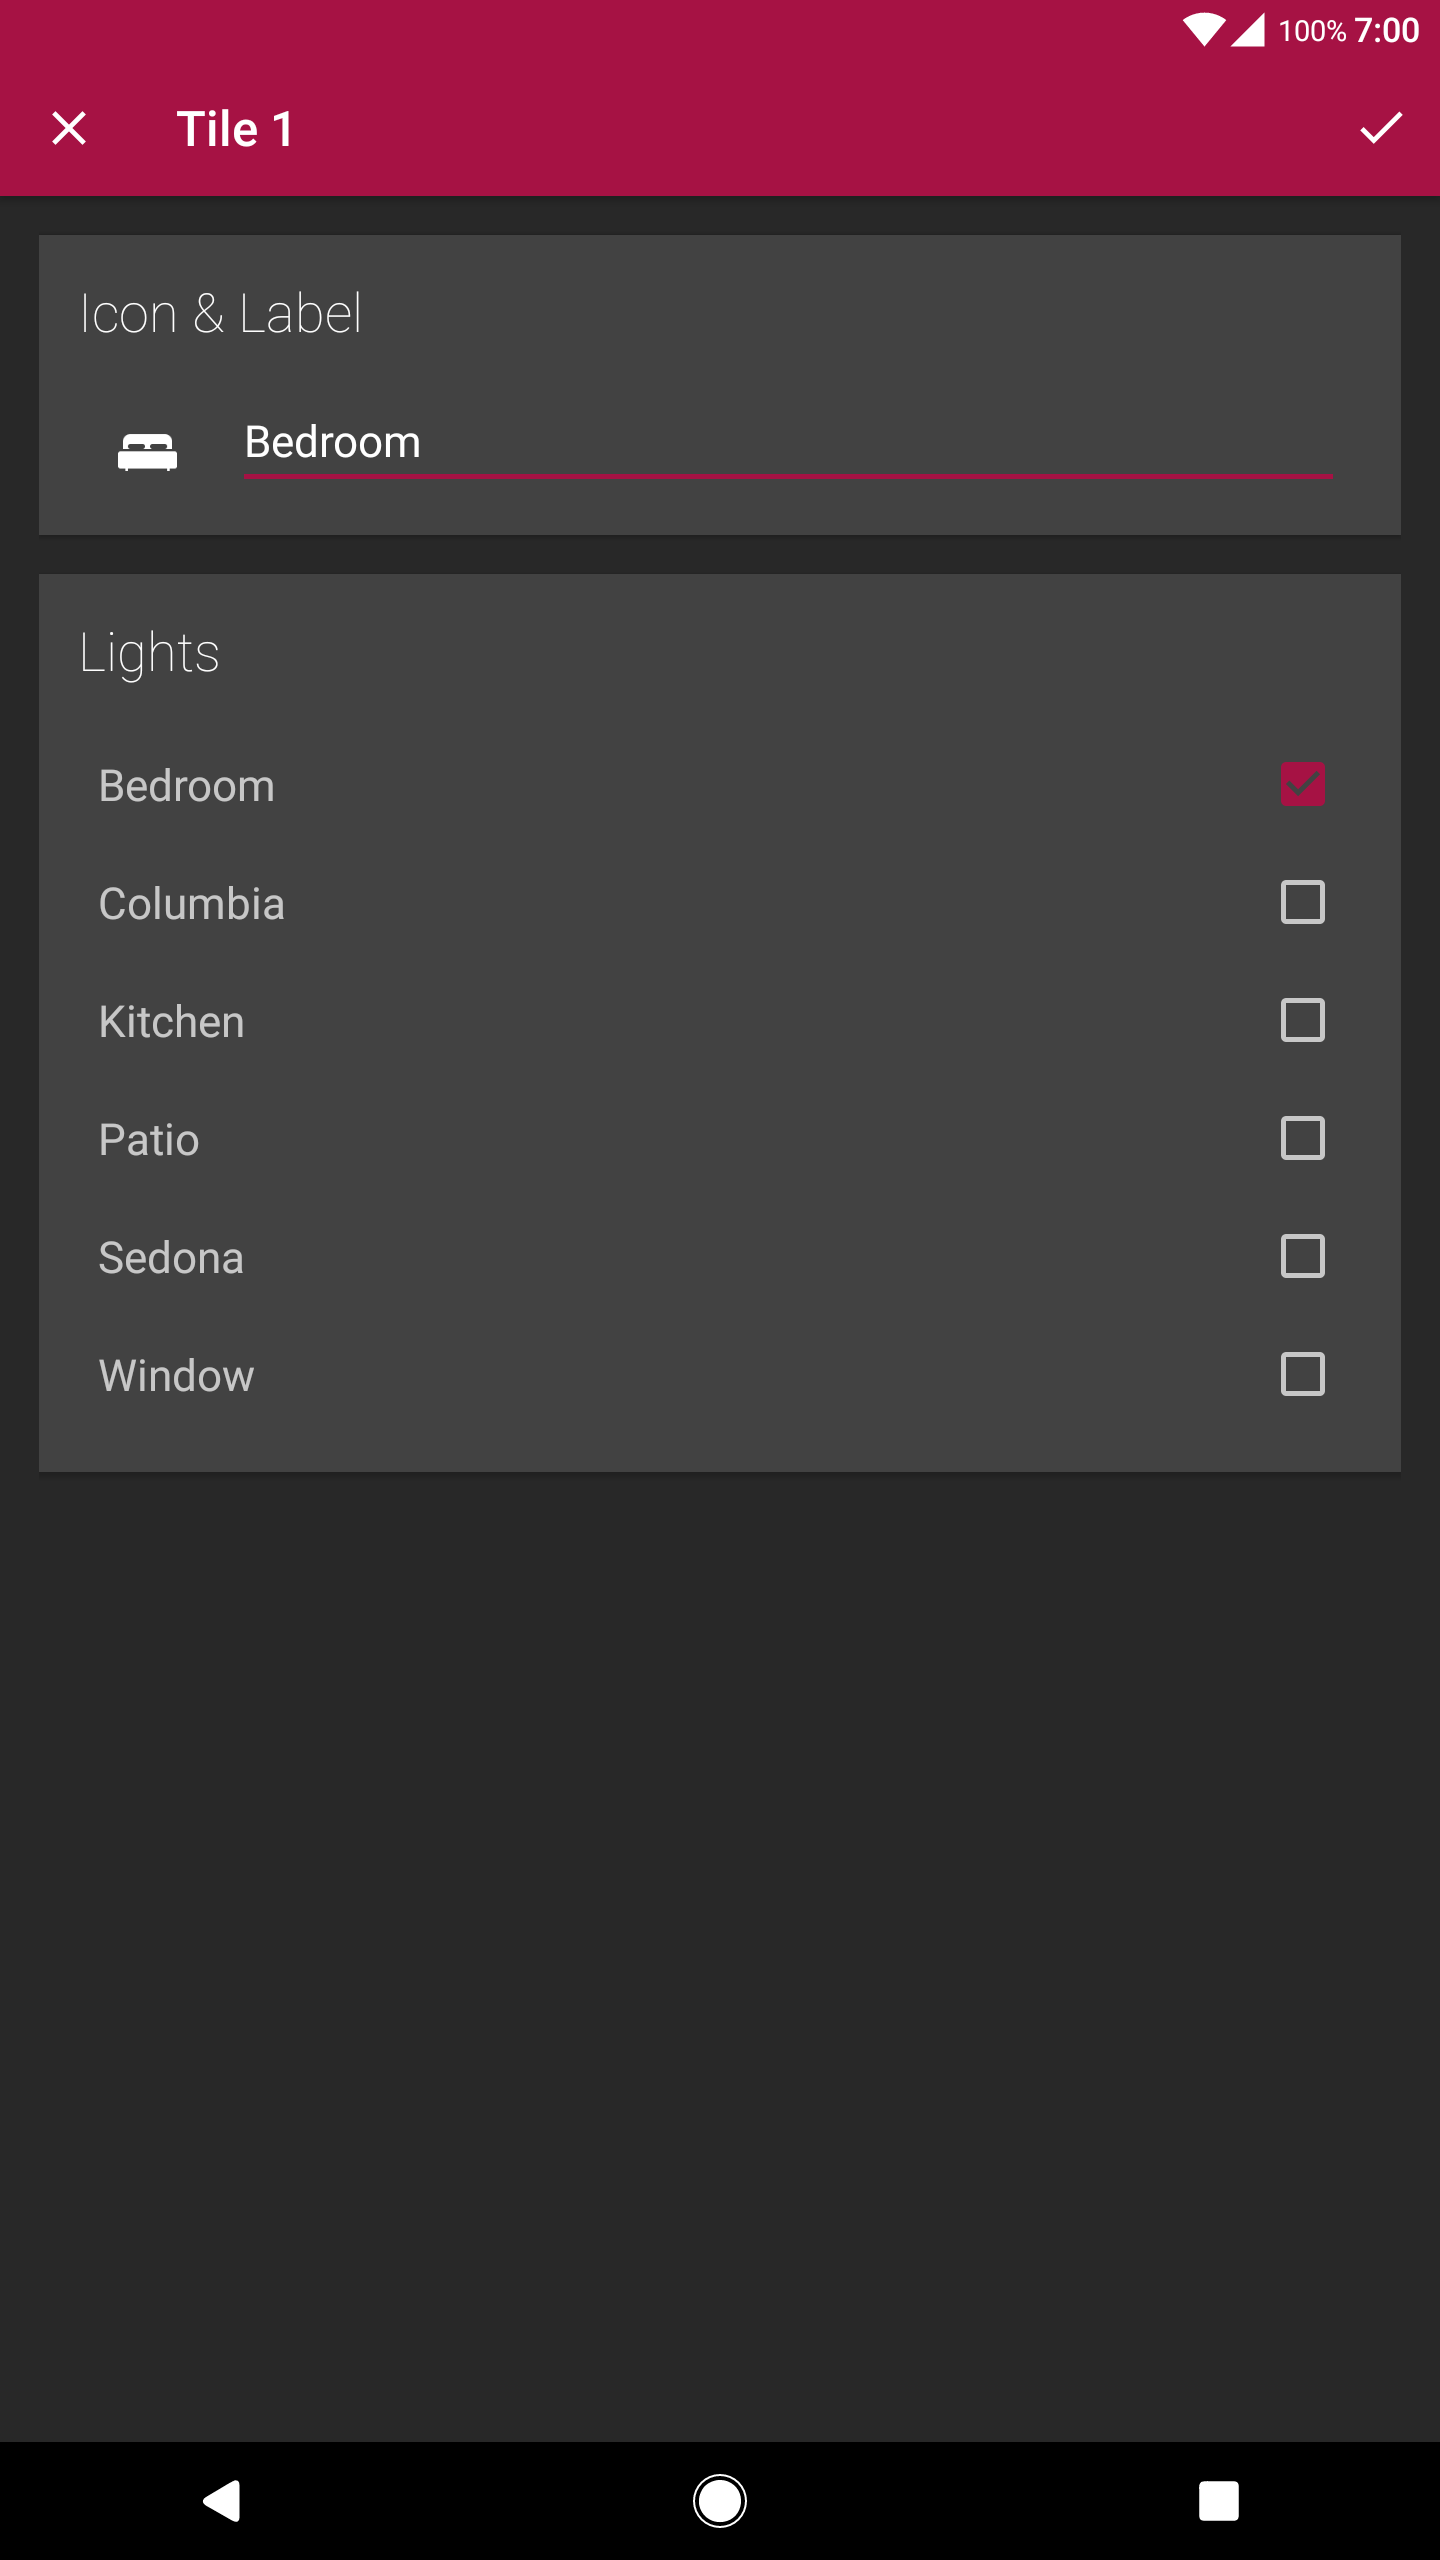 100% 7:00
Tile 1
Icon & Label
Bedroom
Lights
Bedroom
Columbia
Kitchen
Patio
Sedona
Window